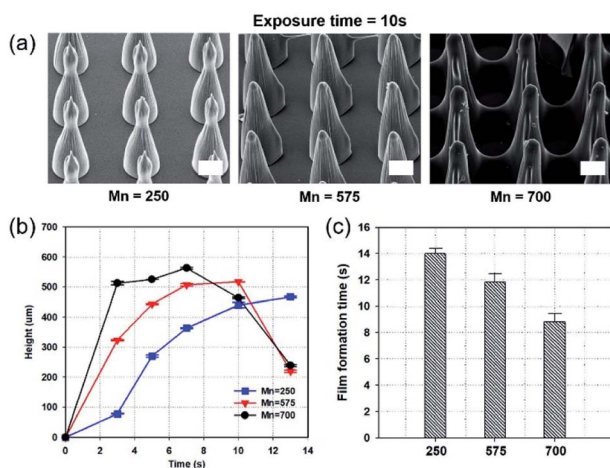 Exposure time = 10s
(a)
Mn = 250
Mn = 575
Mn = 700
(b)
700
600
500
400
300
200
100
0
Height (um)
0
2
4
6
8
10
12
14
Time (s)
Mn=250
Mn=575
Mn=700
(c)
16
14
12
10
8
6
4
2
0
Film formation time (s)
250
575
700